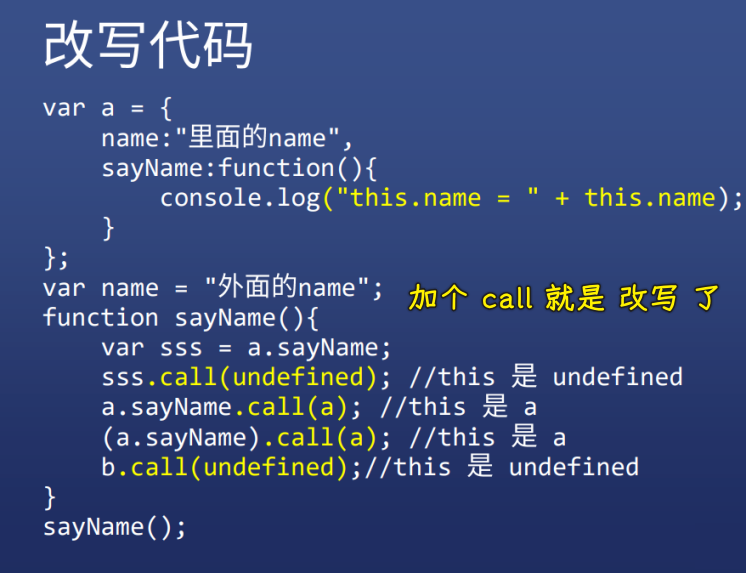 改写代码
var a = {
    name:"里面的name",
    sayName:function(){
        console.log("this.name = " + this.name);
    }
};
var name = "外面的name";
加个 call 就是 改写 了
function sayName(){
    var sss = a.sayName;
    sss.call(undefined); //this 是 undefined
    a.sayName.call(a); //this 是 a
    (a.sayName).call(a); //this 是 a
    b.call(undefined);//this 是 undefined
}
sayName();